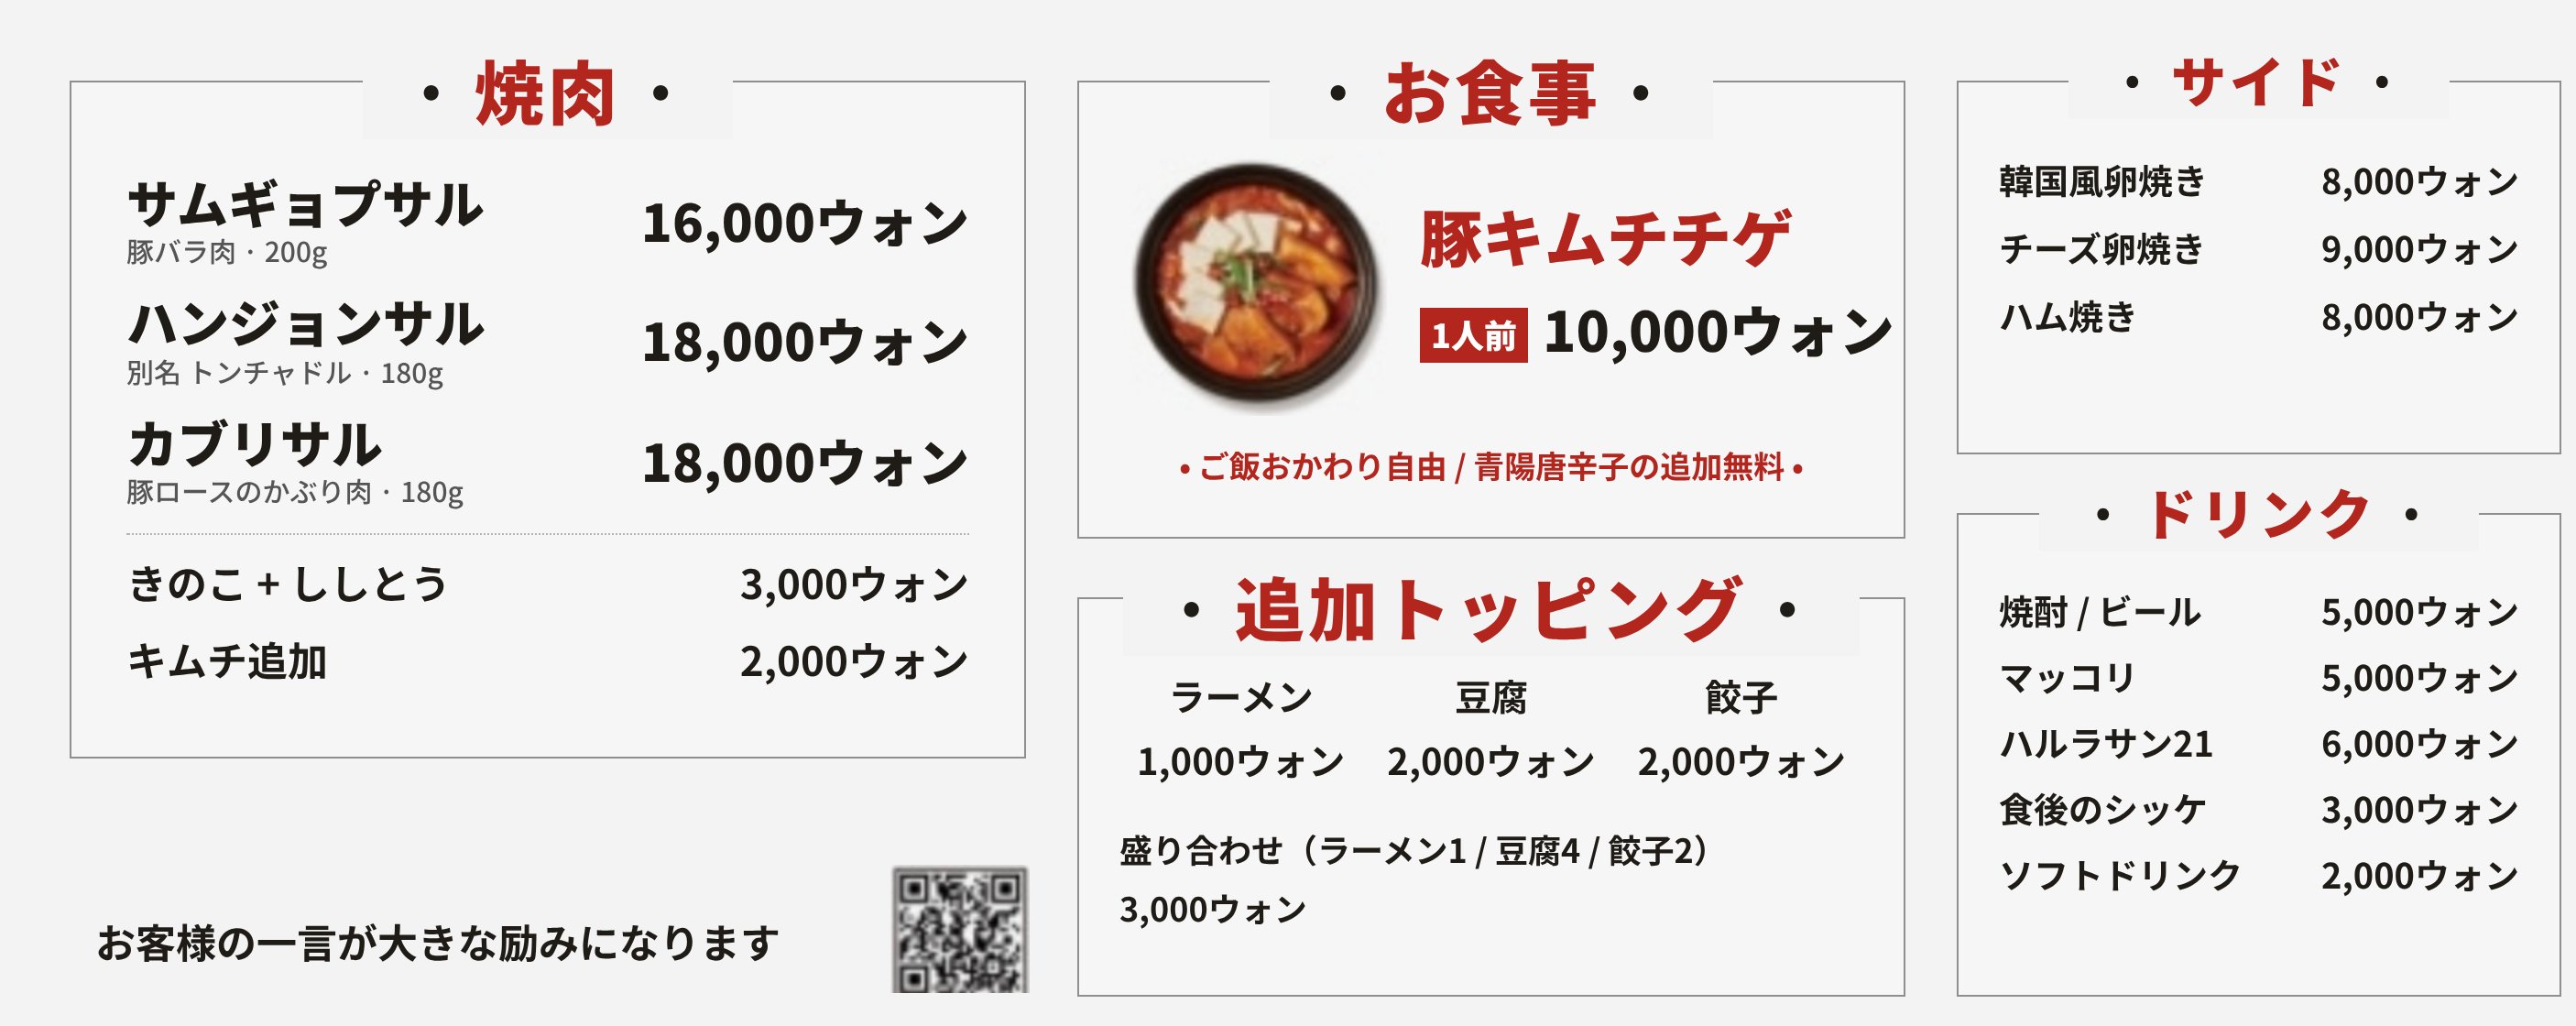 • 焼肉 •
サムギョプサル 16,000ウォン
豚バラ肉 · 200g
ハンジョンサル 18,000ウォン
別名 トンチャドル · 180g
カブリサル 18,000ウォン
豚ロースのかぶり肉 · 180g
きのこ + ししとう 3,000ウォン
キムチ追加 2,000ウォン
お客様の一言が大きな励みになります
• お食事 •
豚キムチチゲ
1人前 10,000ウォン
• ご飯おかわり自由 / 青陽唐辛子の追加無料 •
• 追加トッピング •
ラーメン 豆腐 餃子
1,000ウォン 2,000ウォン 2,000ウォン
盛り合わせ（ラーメン1 / 豆腐4 / 餃子2）
3,000ウォン
• サイド •
韓国風卵焼き 8,000ウォン
チーズ卵焼き 9,000ウォン
ハム焼き 8,000ウォン
• ドリンク •
焼酎 / ビール 5,000ウォン
マッコリ 5,000ウォン
ハルラサン21 6,000ウォン
食後のシッケ 3,000ウォン
ソフトドリンク 2,000ウォン